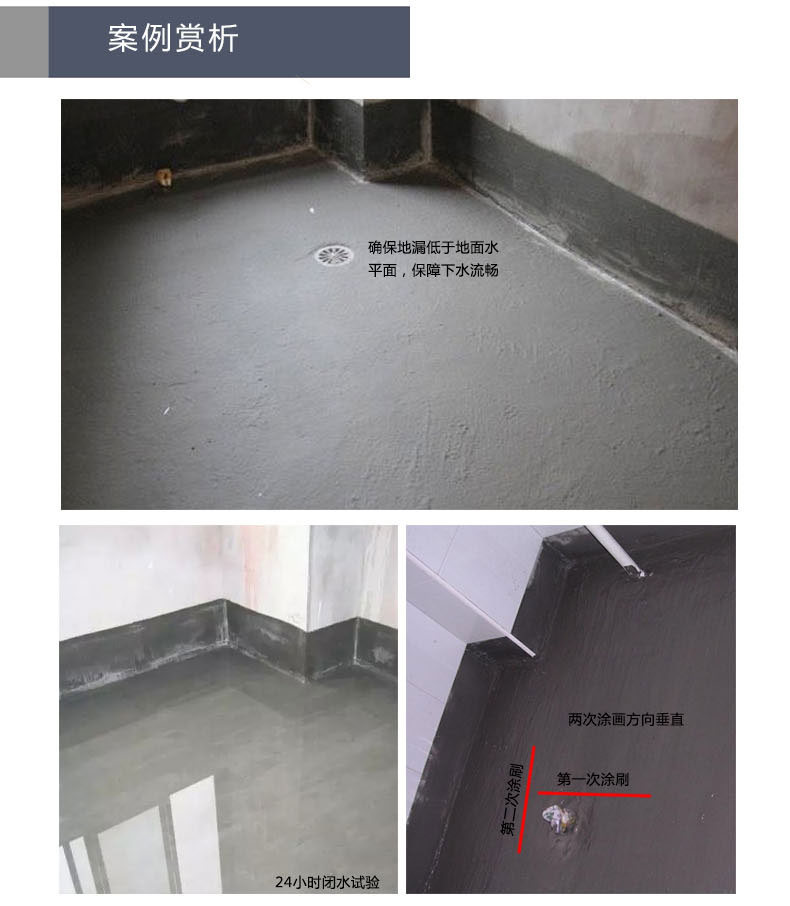 案例赏析
确保地漏低于地面水
平面，保障下水流畅
24小时闭水试验
两次涂画方向垂直
第一次涂刷
第二次涂刷